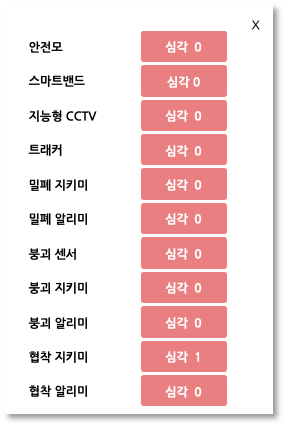 X
안전모 심각 0
스마트밴드 심각 0
지능형 CCTV 심각 0
트래커 심각 0
밀폐 지키미 심각 0
밀폐 알리미 심각 0
붕괴 센서 심각 0
붕괴 지키미 심각 0
붕괴 알리미 심각 0
협착 지키미 심각 1
협착 알리미 심각 0